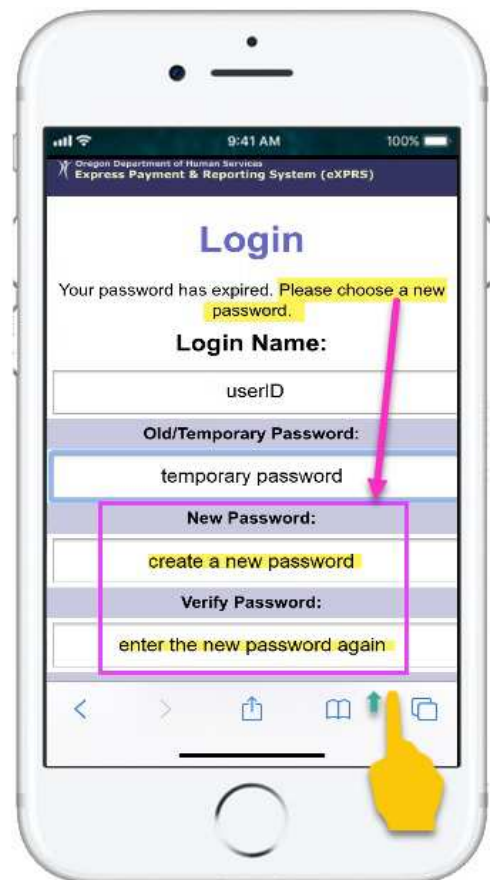 9:41 AM 100%
Oregon Department of Human Services
Express Payment & Reporting System (eXPRS)
Login
Your password has expired. Please choose a new
password.
Login Name:
userID
Old/Temporary Password:
temporary password
New Password:
create a new password
Verify Password:
enter the new password again